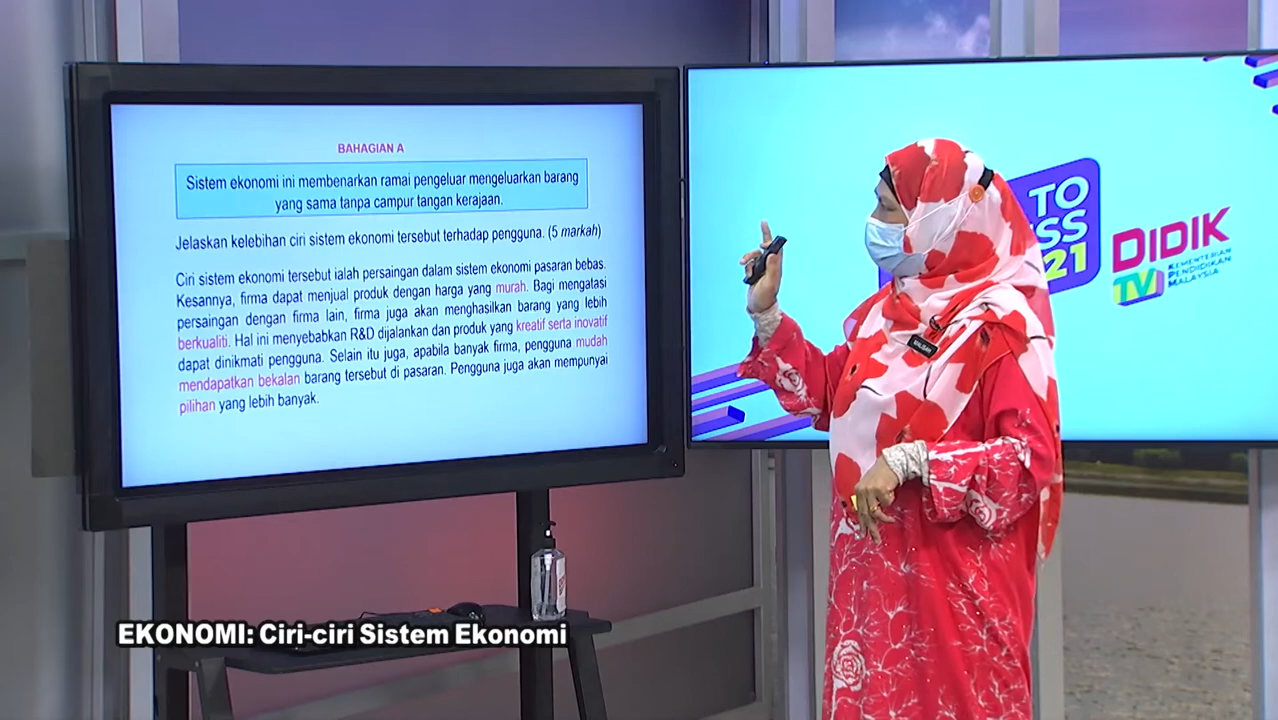 BAHAGIAN A
Sistem ekonomi ini membenarkan ramai pengeluar mengeluarkan barang
yang sama tanpa campur tangan kerajaan.
Jelaskan kelebihan ciri sistem ekonomi tersebut terhadap pengguna. (5 markah)
Ciri sistem ekonomi tersebut ialah persaingan dalam sistem ekonomi pasaran bebas.
Kesannya, firma dapat menjual produk dengan harga yang murah. Bagi mengatasi
persaingan dengan firma lain, firma juga akan menghasilkan barang yang lebih
berkualiti. Hal ini menyebabkan R&D dijalankan dan produk yang kreatif serta inovatif
dapat dinikmati pengguna. Selain itu juga, apabila banyak firma, pengguna mudah
mendapatkan bekalan barang tersebut di pasaran. Pengguna juga akan mempunyai
pilihan yang lebih banyak.
TO
SS
21
DIDIK
TV
KEMENTERIAN
PENDIDIKAN
MALAYSIA
EKONOMI: Ciri-ciri Sistem Ekonomi